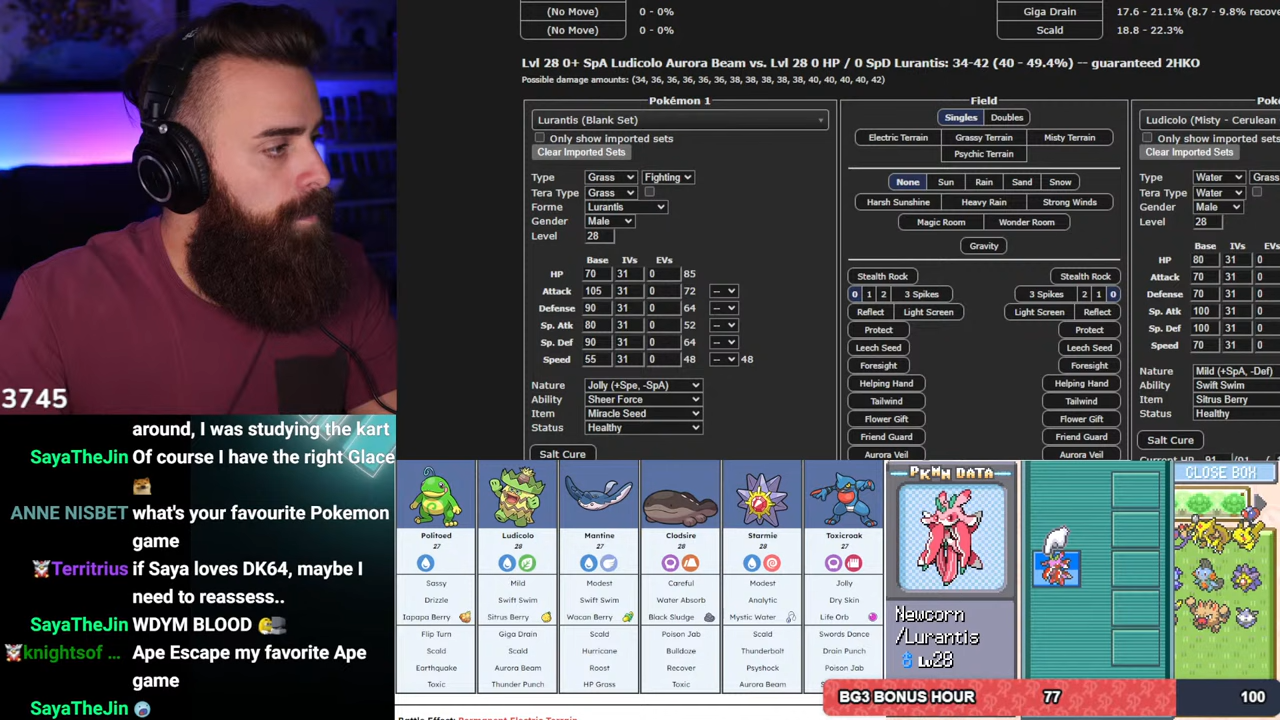 (No Move) 0 - 0%
(No Move) 0 - 0%
Giga Drain 17.6 - 21.1% (8.7 - 9.8% recove
Scald 18.8 - 22.3%
Lvl 28 0+ SpA Ludicolo Aurora Beam vs. Lvl 28 0 HP / 0 SpD Lurantis: 34-42 (40 - 49.4%) -- guaranteed 2HKO
Possible damage amounts: (34, 36, 36, 36, 36, 36, 38, 38, 38, 38, 38, 40, 40, 40, 40, 42)
Pokémon 1
Lurantis (Blank Set)
Only show imported sets
Clear Imported Sets
Type Grass Fighting
Tera Type Grass
Forme Lurantis
Gender Male
Level 28
Base IVs EVs
HP 70 31 0 85
Attack 105 31 0 72 --
Defense 90 31 0 64 --
Sp. Atk 80 31 0 52 --
Sp. Def 90 31 0 64 --
Speed 55 31 0 48 -- 48
Nature Jolly (+Spe, -SpA)
Ability Sheer Force
Item Miracle Seed
Status Healthy
Salt Cure
Field
Singles Doubles
Electric Terrain Grassy Terrain Misty Terrain
Psychic Terrain
None Sun Rain Sand Snow
Harsh Sunshine Heavy Rain Strong Winds
Magic Room Wonder Room
Gravity
Stealth Rock Stealth Rock
0 1 2 3 Spikes 3 Spikes 2 1 0
Reflect Light Screen Light Screen Reflect
Protect Protect
Leech Seed Leech Seed
Foresight Foresight
Helping Hand Helping Hand
Tailwind Tailwind
Flower Gift Flower Gift
Friend Guard Friend Guard
Aurora Veil Aurora Veil
Pok
Ludicolo (Misty - Cerulean
Only show imported sets
Clear Imported Sets
Type Water Grass
Tera Type Water
Forme Ludicolo
Gender Male
Level 28
Base IVs EVs
HP 80 31 0
Attack 70 31 0
Defense 70 31 0
Sp. Atk 100 31 0
Sp. Def 100 31 0
Speed 70 31 0
Nature Mild (+SpA, -Def)
Ability Swift Swim
Item Sitrus Berry
Status Healthy
Salt Cure
3745
around, I was studying the kart
SayaTheJin Of course I have the right Glace
ANNE NISBET what's your favourite Pokemon
game
Territrius if Saya loves DK64, maybe I
need to reassess..
SayaTheJin WDYM BLOOD
knightsof ... Ape Escape my favorite Ape
game
SayaTheJin
Politoed
27
Sassy
Drizzle
Iapapa Berry
Flip Turn
Scald
Earthquake
Toxic
Ludicolo
28
Mild
Swift Swim
Sitrus Berry
Giga Drain
Scald
Aurora Beam
Thunder Punch
Mantine
27
Modest
Swift Swim
Wacan Berry
Scald
Hurricane
Roost
HP Grass
Clodsire
28
Careful
Water Absorb
Black Sludge
Poison Jab
Bulldoze
Recover
Toxic
Starmie
28
Modest
Analytic
Mystic Water
Scald
Thunderbolt
Psyshock
Aurora Beam
Toxicroak
27
Jolly
Dry Skin
Life Orb
Swords Dance
Drain Punch
Poison Jab
PKMN DATA
Newcorn
/Lurantis
Lv28
CLOSE BOX
BG3 BONUS HOUR 77 100
Battle Effect: Permanent Electric Terrain